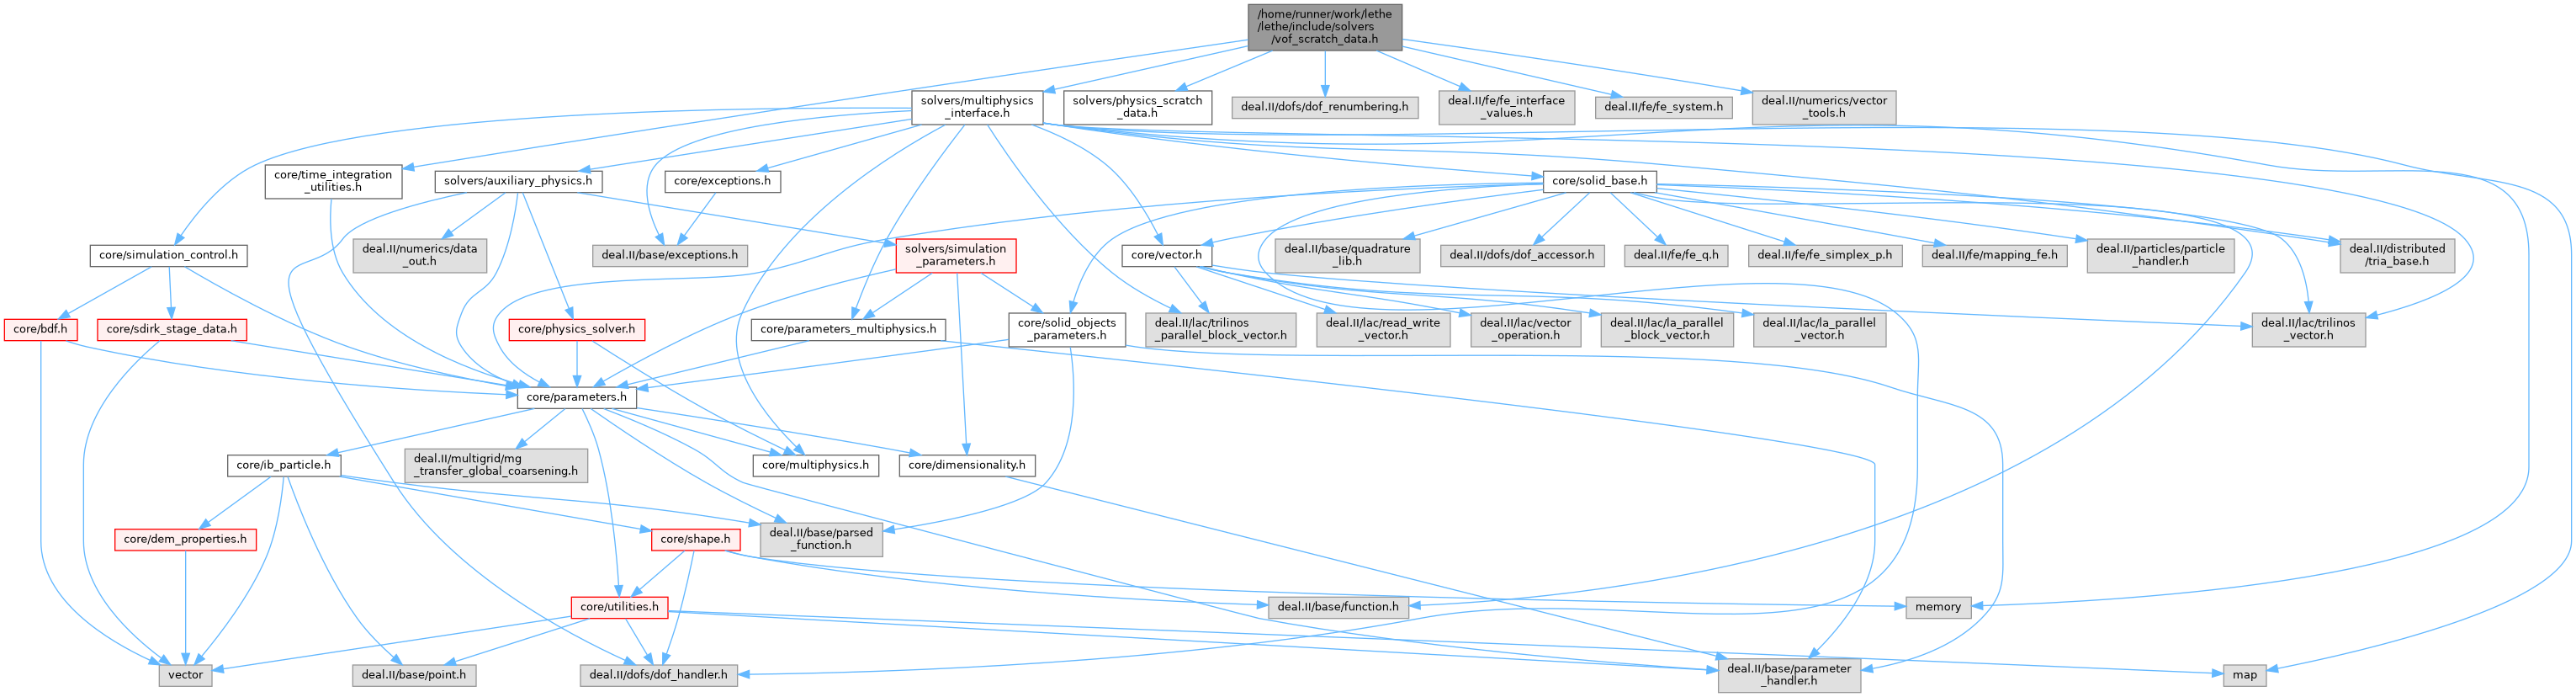 /home/runner/work/lethe
/lethe/include/solvers
/vof_scratch_data.h
solvers/multiphysics
_interface.h
solvers/physics_scratch
_data.h
deal.II/dofs/dof_renumbering.h
deal.II/fe/fe_interface
_values.h
deal.II/fe/fe_system.h
deal.II/numerics/vector
_tools.h
core/time_integration
_utilities.h
solvers/auxiliary_physics.h
core/exceptions.h
core/solid_base.h
core/simulation_control.h
deal.II/numerics/data
_out.h
deal.II/base/exceptions.h
solvers/simulation
_parameters.h
core/vector.h
deal.II/base/quadrature
_lib.h
deal.II/dofs/dof_accessor.h
deal.II/fe/fe_q.h
deal.II/fe/fe_simplex_p.h
deal.II/fe/mapping_fe.h
deal.II/particles/particle
_handler.h
deal.II/distributed
/tria_base.h
core/bdf.h
core/sdirk_stage_data.h
core/physics_solver.h
core/parameters_multiphysics.h
core/solid_objects
_parameters.h
deal.II/lac/trilinos
_parallel_block_vector.h
deal.II/lac/read_write
_vector.h
deal.II/lac/vector
_operation.h
deal.II/lac/la_parallel
_block_vector.h
deal.II/lac/la_parallel
_vector.h
deal.II/lac/trilinos
_vector.h
core/parameters.h
core/ib_particle.h
deal.II/multigrid/mg
_transfer_global_coarsening.h
core/multiphysics.h
core/dimensionality.h
core/dem_properties.h
core/shape.h
deal.II/base/parsed
_function.h
core/utilities.h
deal.II/base/function.h
memory
vector
deal.II/base/point.h
deal.II/dofs/dof_handler.h
deal.II/base/parameter
_handler.h
map